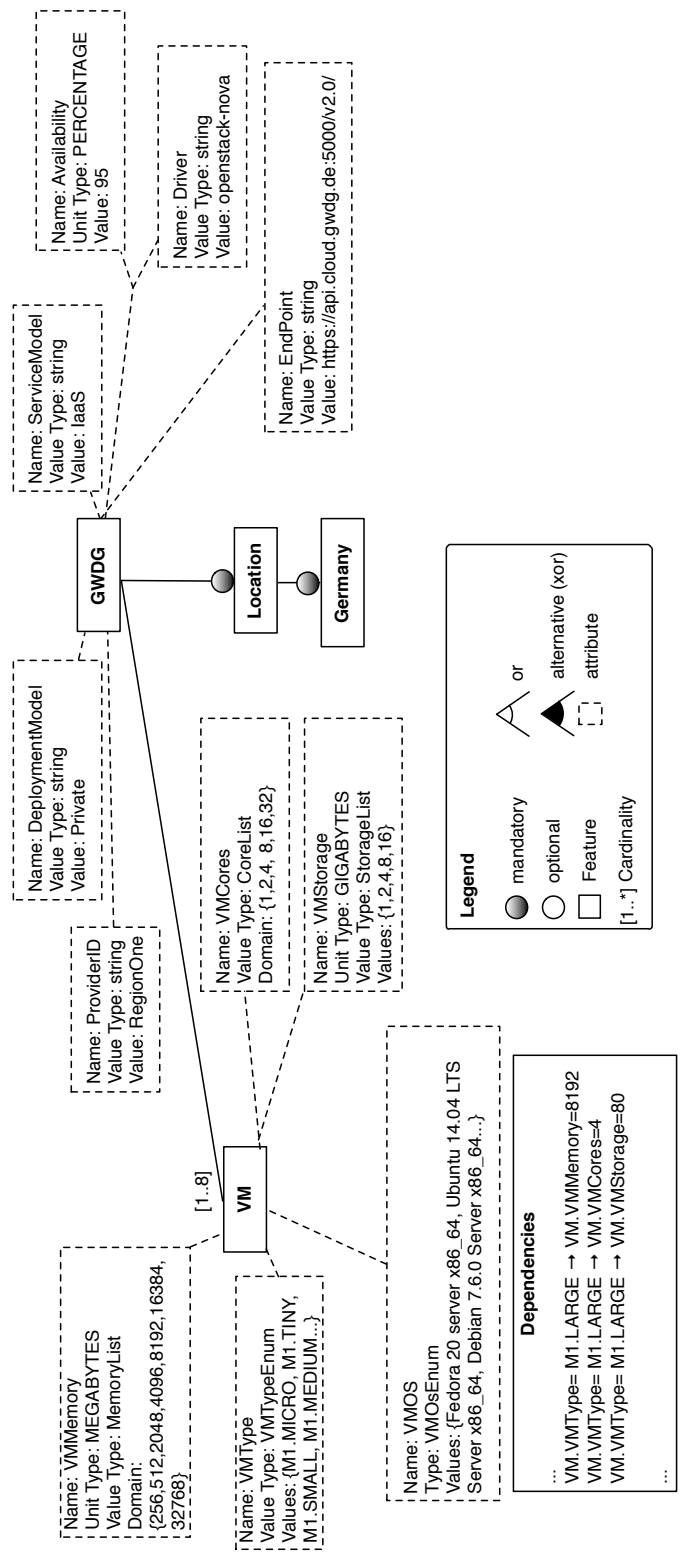 Name: VMMemory
Unit Type: MEGABYTES
Value Type: MemoryList
Domain:
{256,512,2048,4096,8192,16384,
32768}
Name: VMType
Value Type: VMTypeEnum
Values: {M1.MICRO, M1.TINY,
M1.SMALL, M1.MEDIUM...}
Name: VMOS
Type: VMOsEnum
Values: {Fedora 20 server x86_64, Ubuntu 14.04 LTS
Server x86_64, Debian 7.6.0 Server x86_64...}
Dependencies
...
VM.VMType= M1.LARGE → VM.VMMemory=8192
VM.VMType= M1.LARGE → VM.VMCores=4
VM.VMType= M1.LARGE → VM.VMStorage=80
...
[1..8]
VM
Name: ProviderID
Value Type: string
Value: RegionOne
Name: DeploymentModel
Value Type: string
Value: Private
Name: VMCores
Value Type: CoreList
Domain: {1,2,4, 8,16,32}
Name: VMStorage
Unit Type: GIGABYTES
Value Type: StorageList
Values: {1,2,4,8,16}
GWDG
Location
Germany
Name: ServiceModel
Value Type: string
Value: IaaS
Name: Availability
Unit Type: PERCENTAGE
Value: 95
Name: Driver
Value Type: string
Value: openstack-nova
Name: EndPoint
Value Type: string
Value: https://api.cloud.gwdg.de:5000/v2.0/
Legend
mandatory
optional
Feature
[1..*] Cardinality
or
alternative (xor)
attribute